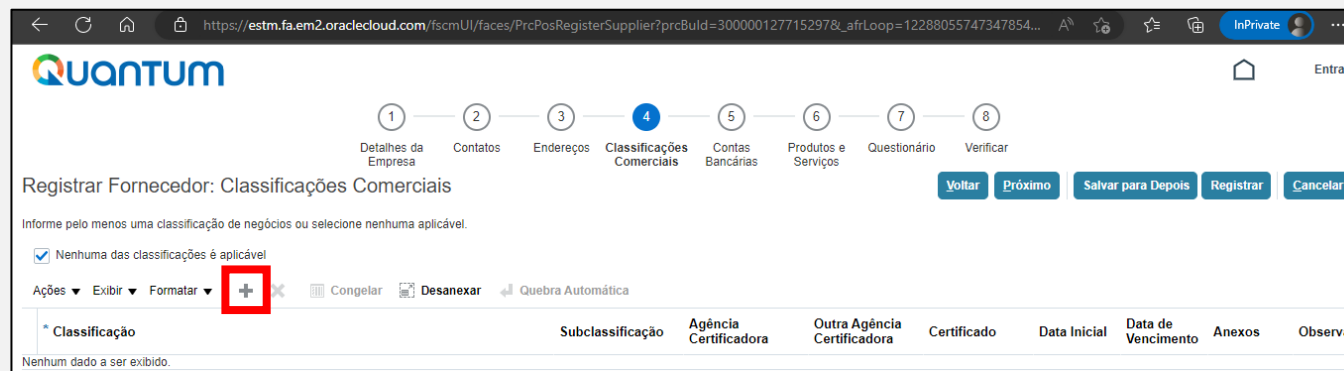 https://estm.fa.em2.oraclecloud.com/fscmUI/faces/PrcPosRegisterSupplier?prcBuId=300000127715297&_afrLoop=12288055747347854... InPrivate
Quantum Entra
1 2 3 4 5 6 7 8
Detalhes da Empresa Contatos Endereços Classificações Comerciais Contas Bancárias Produtos e Serviços Questionário Verificar
Registrar Fornecedor: Classificações Comerciais Voltar Próximo Salvar para Depois Registrar Cancelar
Informe pelo menos uma classificação de negócios ou selecione nenhuma aplicável.
Nenhuma das classificações é aplicável
Ações Exibir Formatar Congelar Desanexar Quebra Automática
* Classificação Subclassificação Agência Certificadora Outra Agência Certificadora Certificado Data Inicial Data de Vencimento Anexos Observa
Nenhum dado a ser exibido.